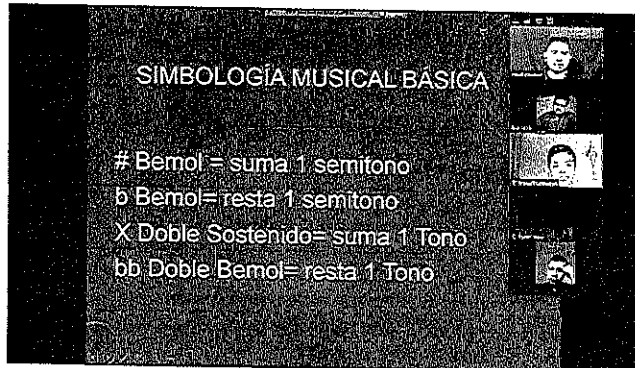 SIMBOLOGÍA MUSICAL BÁSICA
# Bemol = suma 1 semitono
b Bemol= resta 1 semitono
X Doble Sostenido= suma 1 Tono
bb Doble Bemol= resta 1 Tono